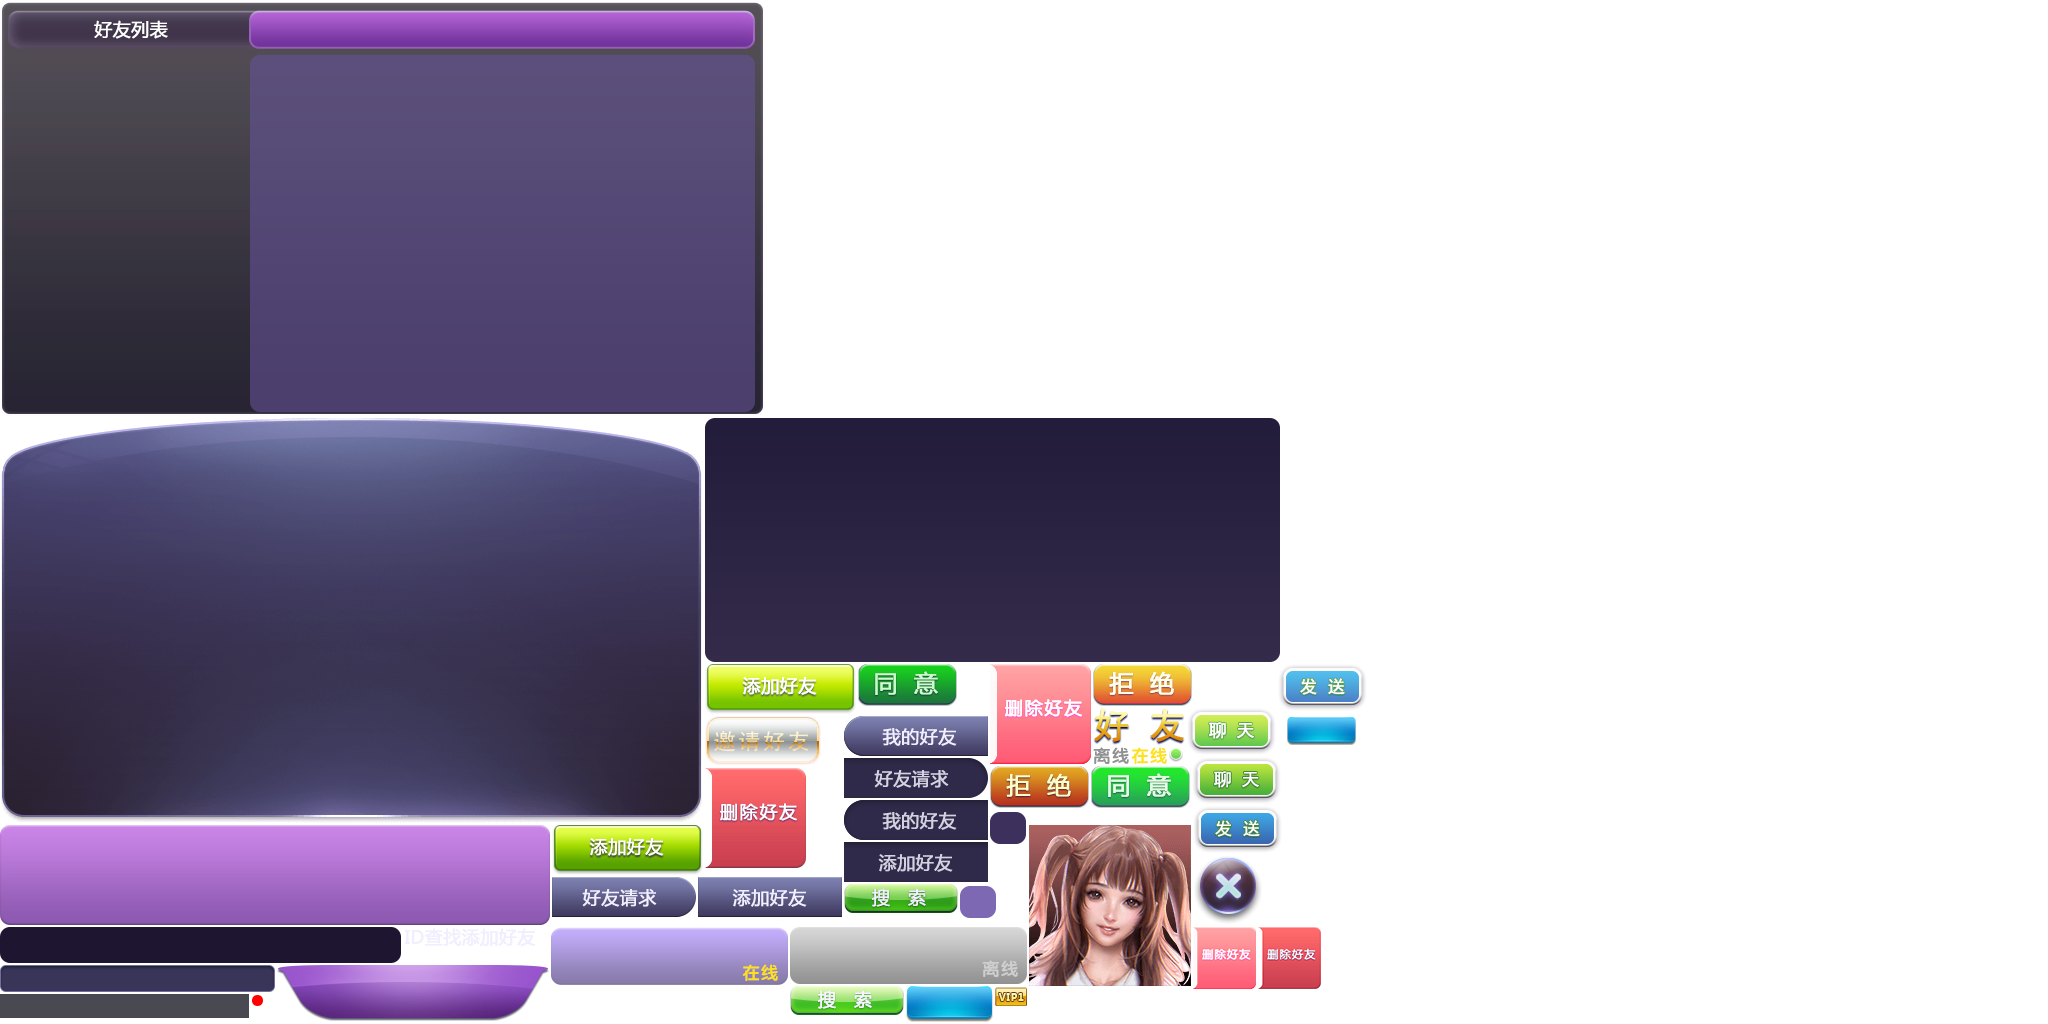 好友列表
添加好友
同 意
删除好友
拒 绝
发 送
邀请好友
我的好友
好 友
聊 天
离线
在线
好友请求
拒 绝
同 意
聊 天
删除好友
我的好友
发 送
添加好友
添加好友
好友请求
添加好友
搜 索
ID查找添加好友
在线
离线
删除好友
删除好友
搜 索
VIP1